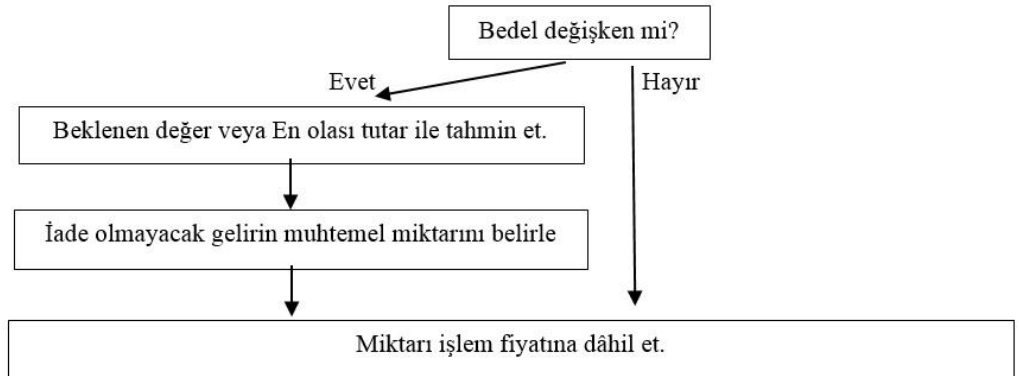 Bedel değişken mi?
Evet
Hayır
Beklenen değer veya En olası tutar ile tahmin et.
İade olmayacak gelirin muhtemel miktarını belirle
Miktarı işlem fiyatına dâhil et.